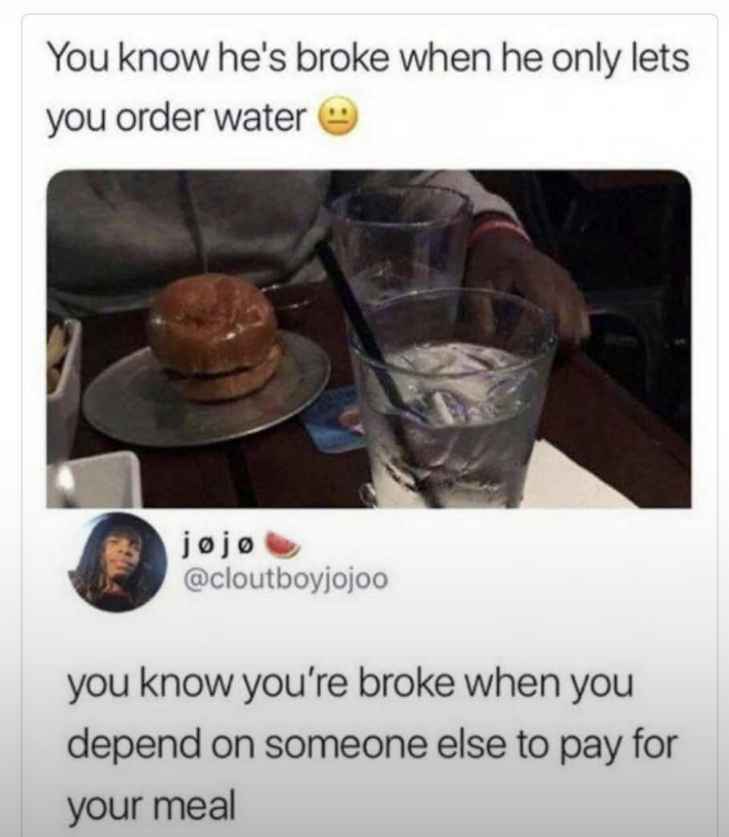 You know he's broke when he only lets
you order water 😐
jøjø 🍉
@cloutboyjojoo
you know you're broke when you
depend on someone else to pay for
your meal